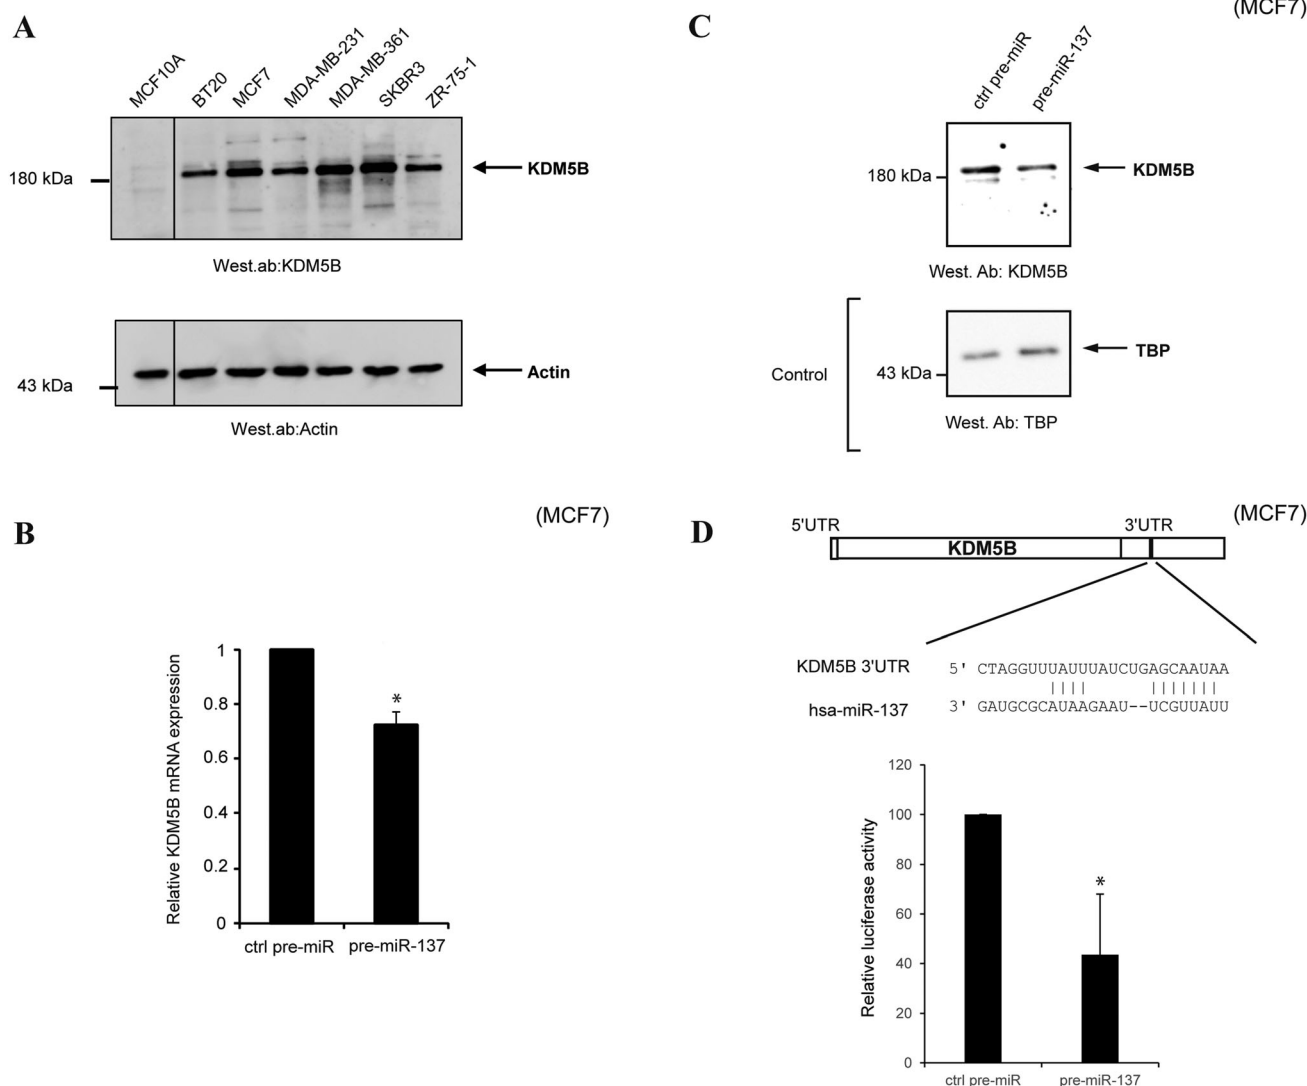 A
MCF10A
BT20
MCF7
MDA-MB-231
MDA-MB-361
SKBR3
ZR-75-1
180 kDa
KDM5B
West.ab:KDM5B
43 kDa
Actin
West.ab:Actin
B
(MCF7)
Relative KDM5B mRNA expression
1
0.8
0.6
0.4
0.2
0
*
ctrl pre-miR
pre-miR-137
C
(MCF7)
ctrl pre-miR
pre-miR-137
180 kDa
KDM5B
West. Ab: KDM5B
Control
43 kDa
TBP
West. Ab: TBP
D
(MCF7)
5'UTR
3'UTR
KDM5B
KDM5B 3'UTR 5' CTAGGUUUAUUUAUCUGAGCAAUAA
hsa-miR-137 3' GAUGCGCAUAAGAAU--UCGUUAUU
Relative luciferase activity
120
100
80
60
40
20
0
*
ctrl pre-miR
pre-miR-137